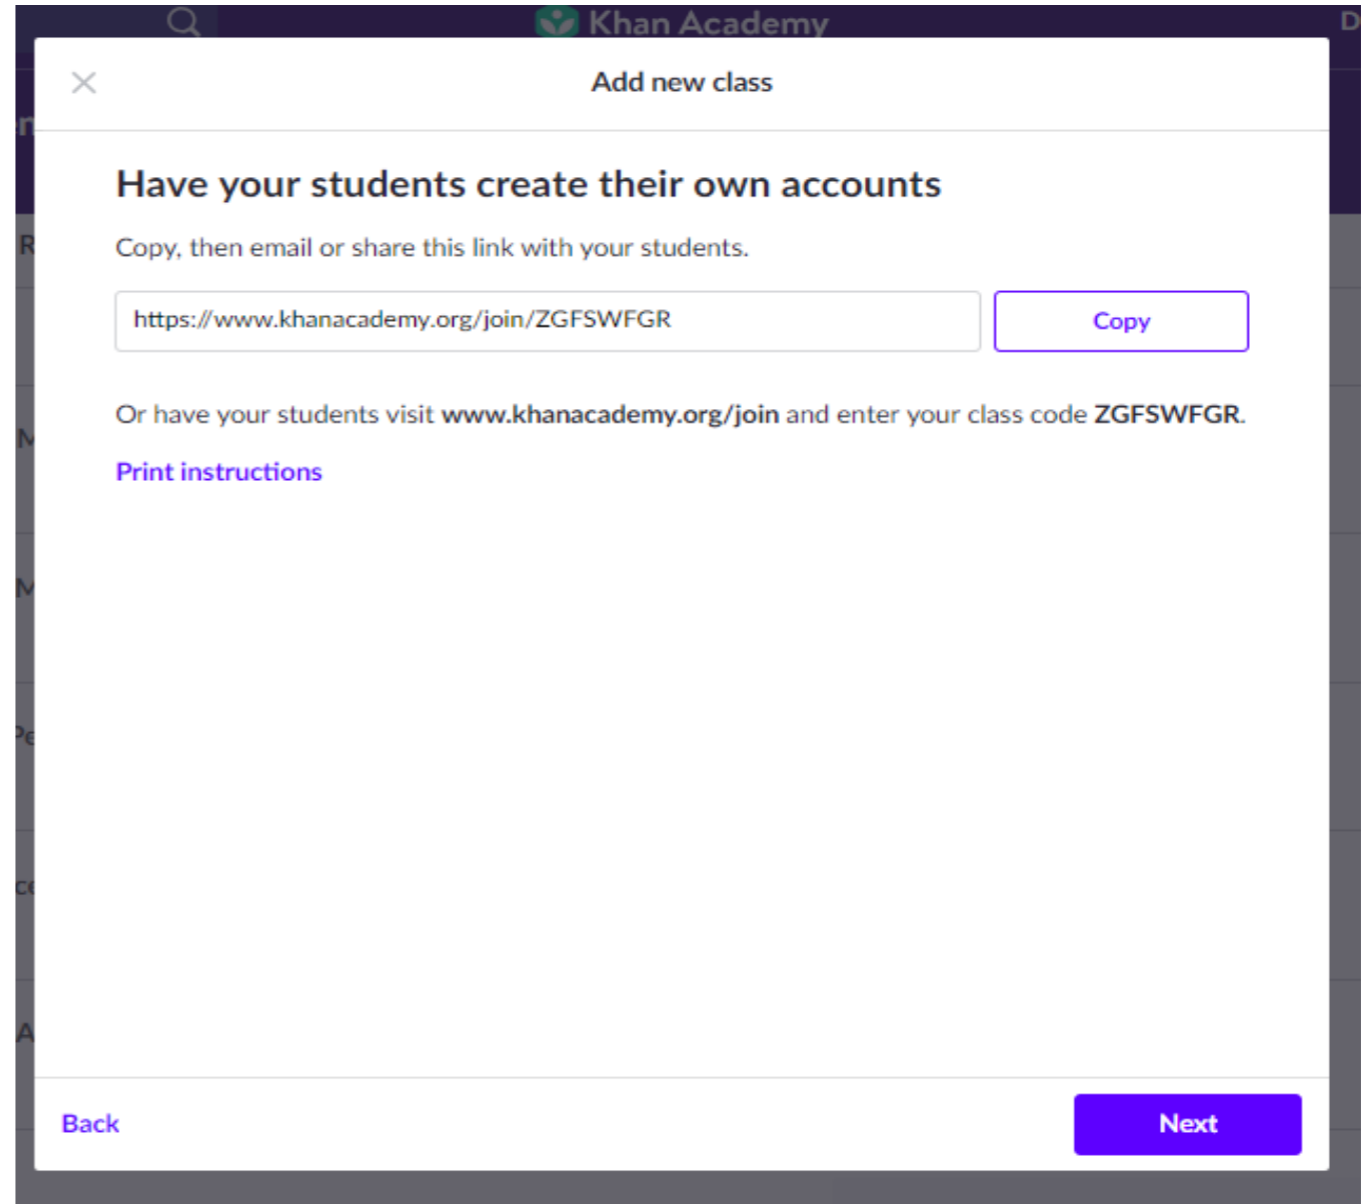 Khan Academy
Add new class
Have your students create their own accounts
Copy, then email or share this link with your students.
https://www.khanacademy.org/join/ZGFSWFGR
Copy
Or have your students visit www.khanacademy.org/join and enter your class code ZGFSWFGR.
Print instructions
Back
Next